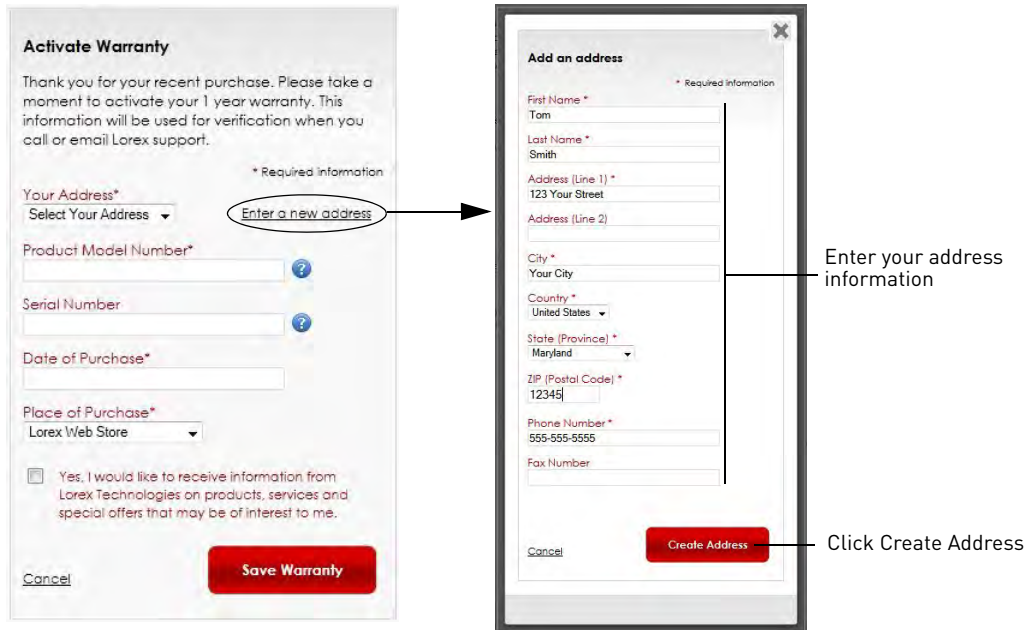 Activate Warranty
Thank you for your recent purchase. Please take a
moment to activate your 1 year warranty. This
information will be used for verification when you
call or email Lorex support.
* Required information
Your Address*
Select Your Address
Enter a new address
Product Model Number*
Serial Number
Date of Purchase*
Place of Purchase*
Lorex Web Store
Yes, I would like to receive information from
Lorex Technologies on products, services and
special offers that may be of interest to me.
Cancel
Save Warranty
Add an address
* Required information
First Name *
Tom
Last Name *
Smith
Address (Line 1) *
123 Your Street
Address (Line 2)
City *
Your City
Country *
United States
State (Province) *
Maryland
ZIP (Postal Code) *
12345
Phone Number *
555-555-5555
Fax Number
Cancel
Create Address
Enter your address
information
Click Create Address